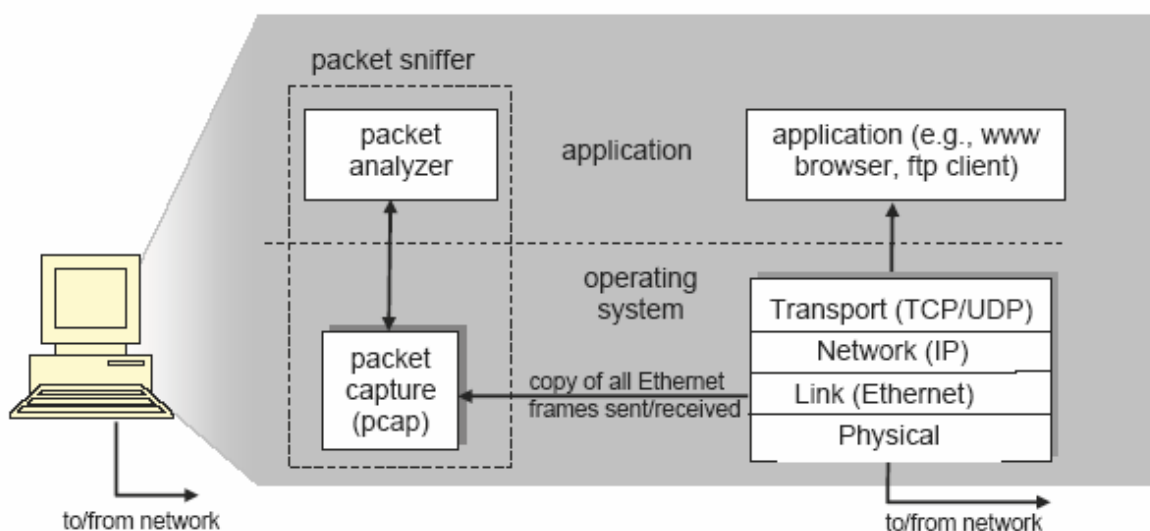 packet sniffer
packet
analyzer
application
application (e.g., www
browser, ftp client)
operating
system
packet
capture
(pcap)
copy of all Ethernet
frames sent/received
Transport (TCP/UDP)
Network (IP)
Link (Ethernet)
Physical
to/from network
to/from network